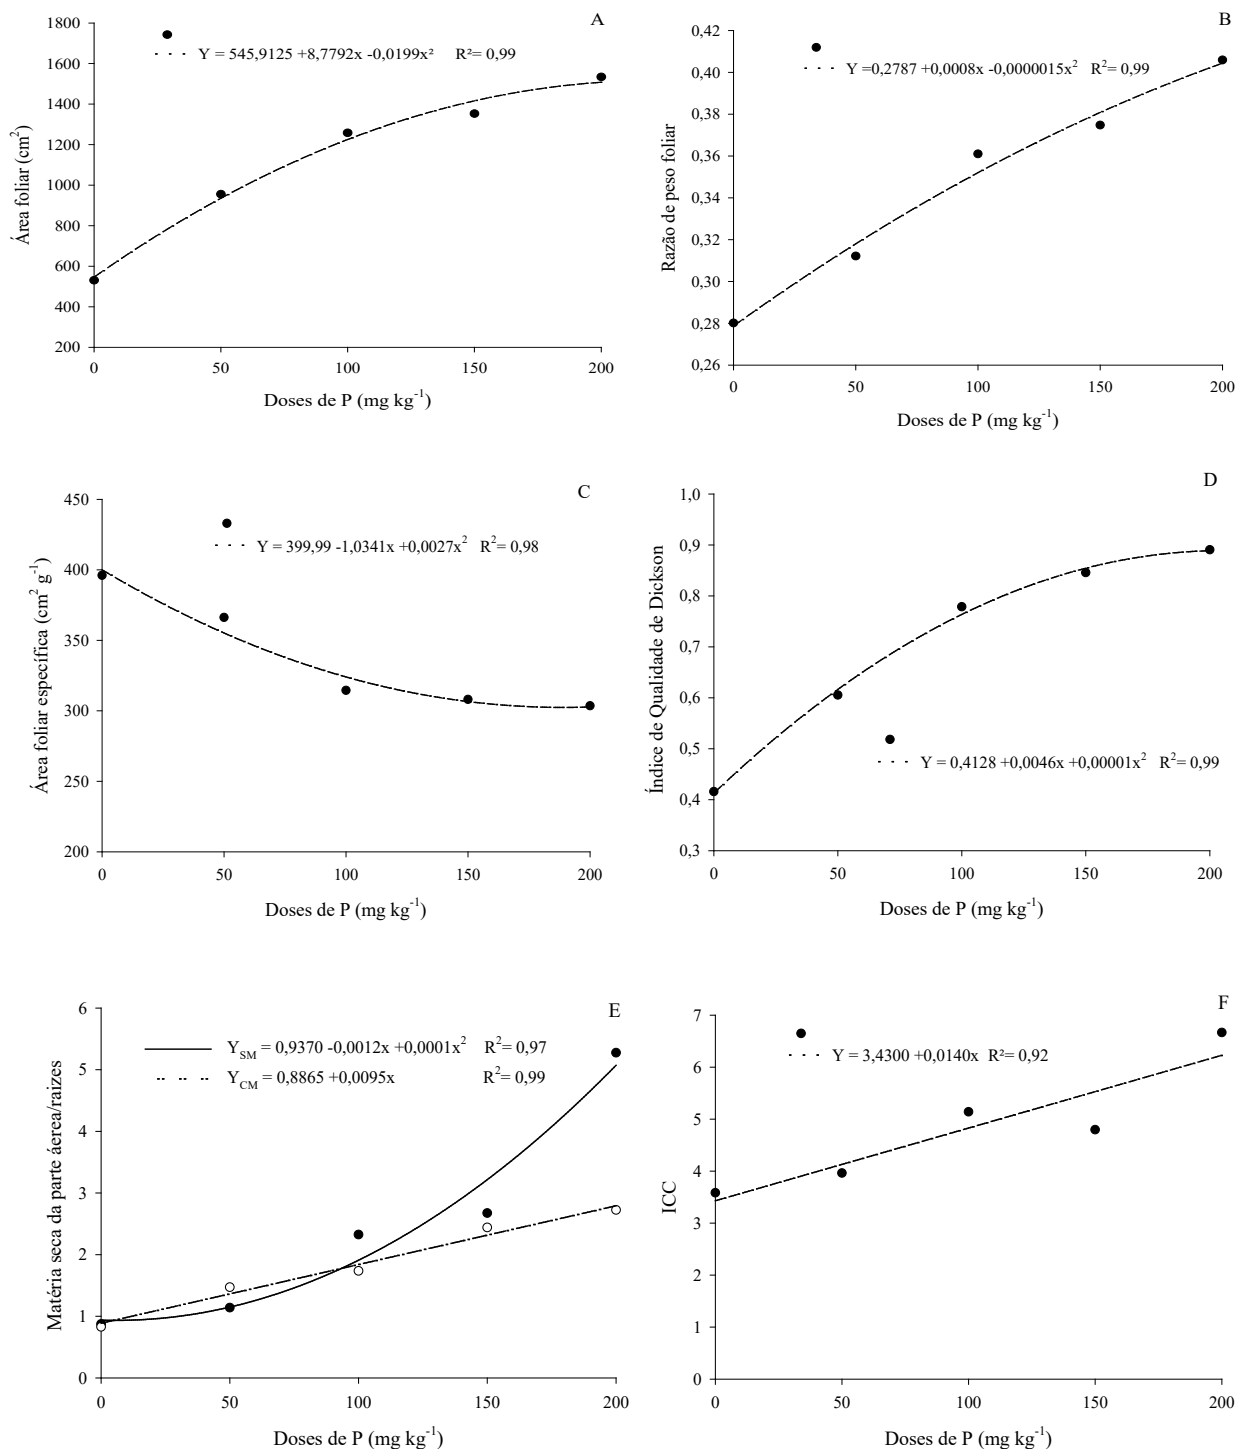 A
Y = 545,9125 +8,7792x -0,0199x² R²= 0,99
Área foliar (cm²)
1800
1600
1400
1200
1000
800
600
400
200
0 50 100 150 200
Doses de P (mg kg⁻¹)
B
Y =0,2787 +0,0008x -0,0000015x² R²= 0,99
Razão de peso foliar
0,40
0,36
0,32
0,28
0,26
0 50 100 150 200
Doses de P (mg kg⁻¹)
C
Y = 399,99 -1,0341x +0,0027x² R²= 0,98
Área foliar específica (cm² g⁻¹)
450
400
350
300
250
200
0 50 100 150 200
Doses de P (mg kg⁻¹)
D
Y = 0,4128 +0,0046x +0,00001x² R²= 0,99
Índice de Qualidade de Dickson
1,0
0,9
0,8
0,7
0,6
0,5
0,4
0,3
0 50 100 150 200
Doses de P (mg kg⁻¹)
E
Y_SM = 0,9370 -0,0012x +0,0001x² R²= 0,97
Y_CM = 0,8865 +0,0095x R²= 0,99
Matéria seca da parte áerea/raizes
6
5
4
3
2
1
0
0 50 100 150 200
Doses de P (mg kg⁻¹)
F
Y = 3,4300 +0,0140x R²= 0,92
ICC
7
6
5
4
3
2
1
0
0 50 100 150 200
Doses de P (mg kg⁻¹)